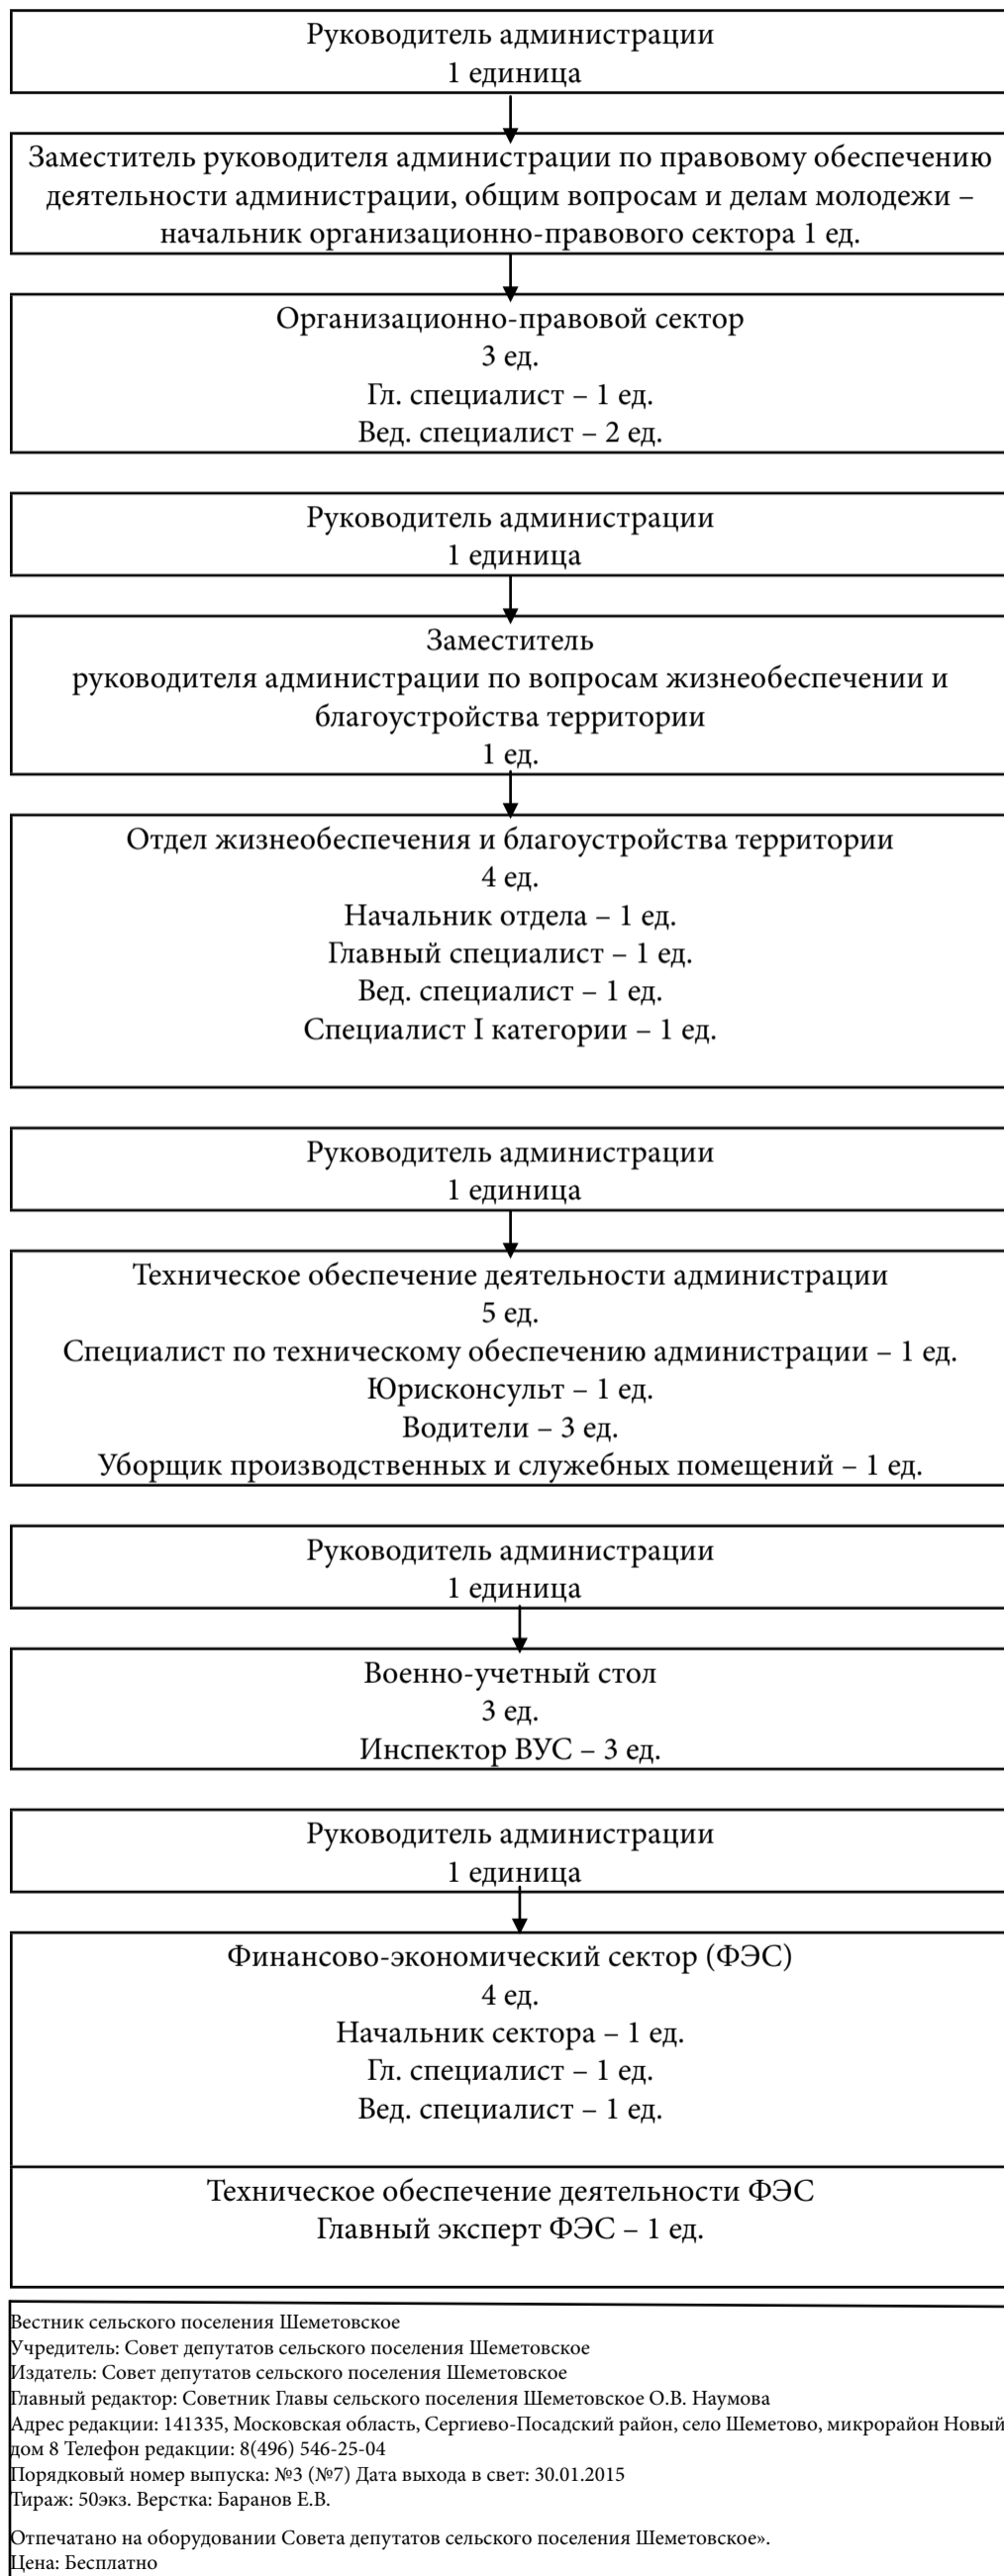 Руководитель администрации
1 единица
Заместитель руководителя администрации по правовому обеспечению
деятельности администрации, общим вопросам и делам молодежи –
начальник организационно-правового сектора 1 ед.
Организационно-правовой сектор
3 ед.
Гл. специалист – 1 ед.
Вед. специалист – 2 ед.
Руководитель администрации
1 единица
Заместитель
руководителя администрации по вопросам жизнеобеспечении и
благоустройства территории
1 ед.
Отдел жизнеобеспечения и благоустройства территории
4 ед.
Начальник отдела – 1 ед.
Главный специалист – 1 ед.
Вед. специалист – 1 ед.
Специалист I категории – 1 ед.
Руководитель администрации
1 единица
Техническое обеспечение деятельности администрации
5 ед.
Специалист по техническому обеспечению администрации – 1 ед.
Юрисконсульт – 1 ед.
Водители – 3 ед.
Уборщик производственных и служебных помещений – 1 ед.
Руководитель администрации
1 единица
Военно-учетный стол
3 ед.
Инспектор ВУС – 3 ед.
Руководитель администрации
1 единица
Финансово-экономический сектор (ФЭС)
4 ед.
Начальник сектора – 1 ед.
Гл. специалист – 1 ед.
Вед. специалист – 1 ед.
Техническое обеспечение деятельности ФЭС
Главный эксперт ФЭС – 1 ед.
Вестник сельского поселения Шеметовское
Учредитель: Совет депутатов сельского поселения Шеметовское
Издатель: Совет депутатов сельского поселения Шеметовское
Главный редактор: Советник Главы сельского поселения Шеметовское О.В. Наумова
Адрес редакции: 141335, Московская область, Сергиево-Посадский район, село Шеметово, микрорайон Новый
дом 8 Телефон редакции: 8(496) 546-25-04
Порядковый номер выпуска: №3 (№7) Дата выхода в свет: 30.01.2015
Тираж: 50экз. Верстка: Баранов Е.В.
Отпечатано на оборудовании Совета депутатов сельского поселения Шеметовское».
Цена: Бесплатно